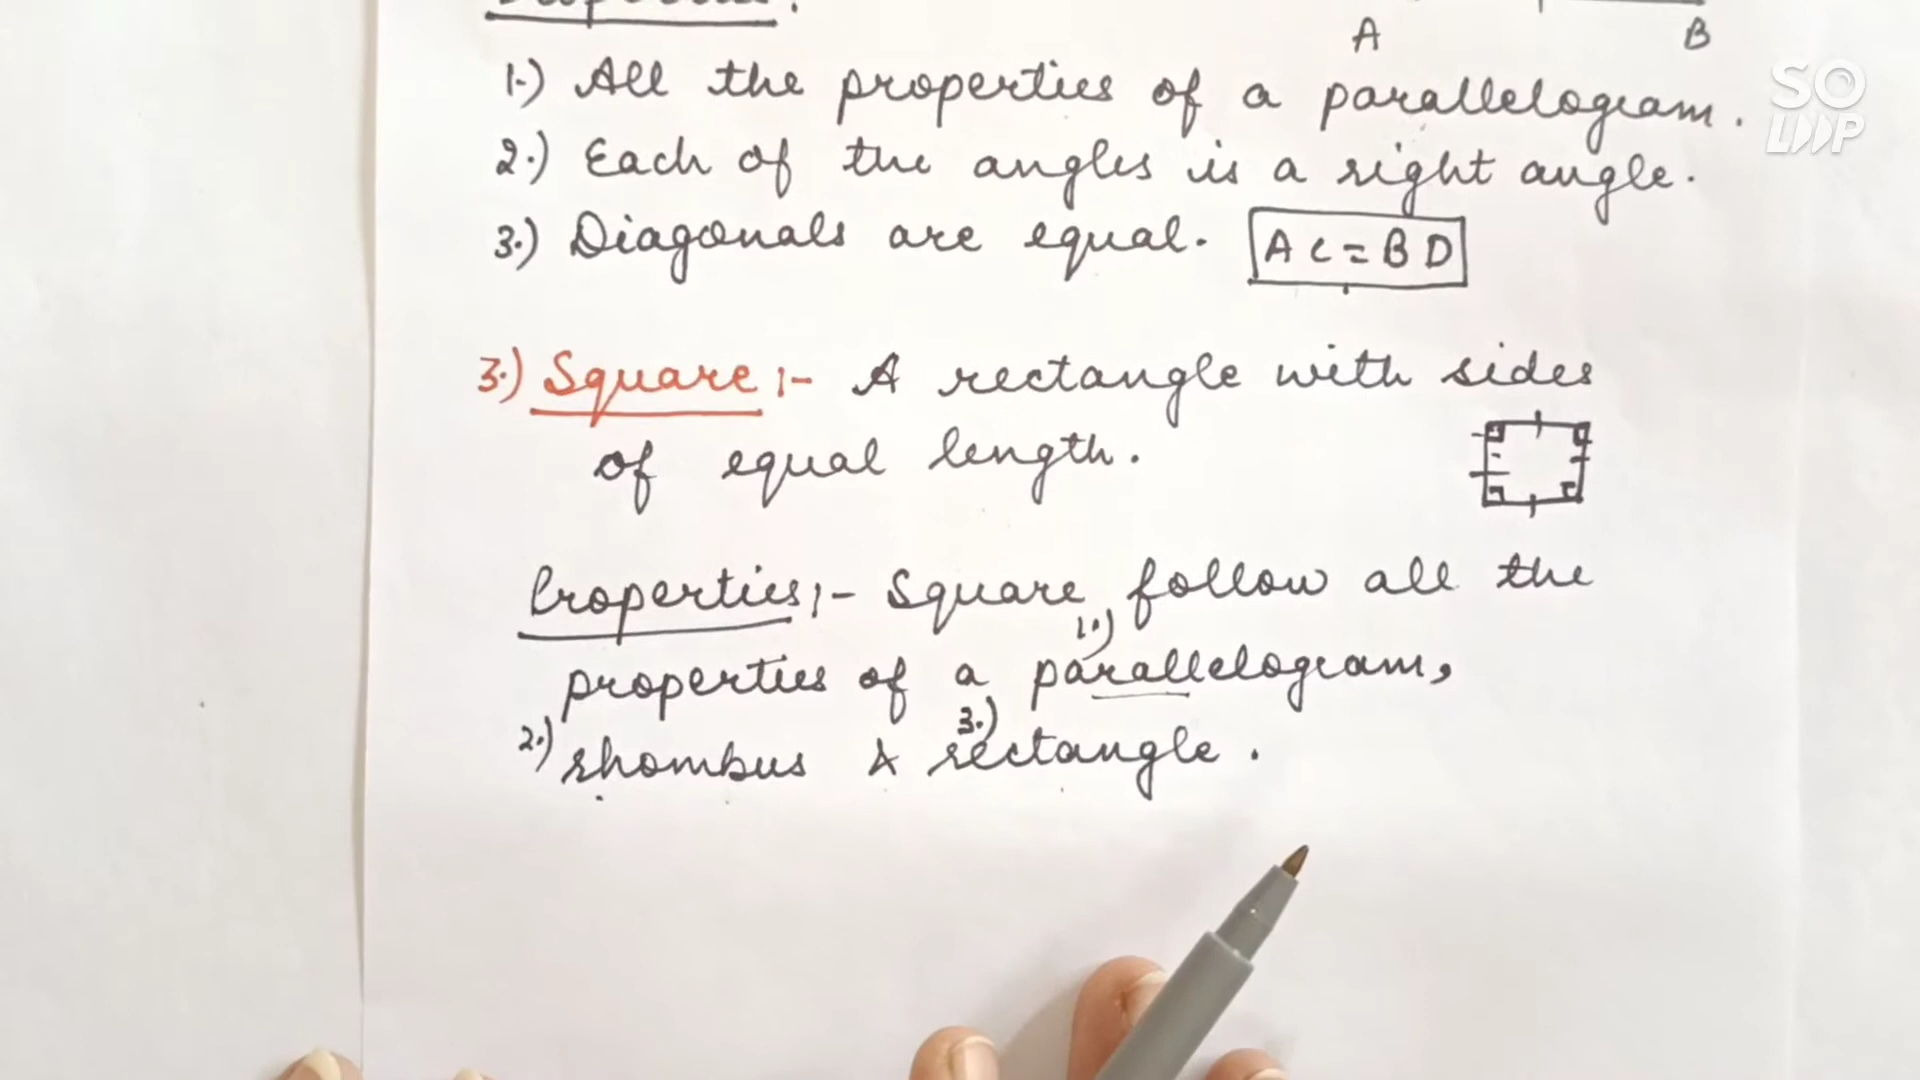 Properties:
A B
1.) All the properties of a parallelogram.
2.) Each of the angles is a right angle.
3.) Diagonals are equal. AC = BD
3.) Square :- A rectangle with sides
of equal length.
Properties :- Square follow all the
1.)
properties of a parallelogram,
2.) rhombus & 3.) rectangle.
SO
LOOP